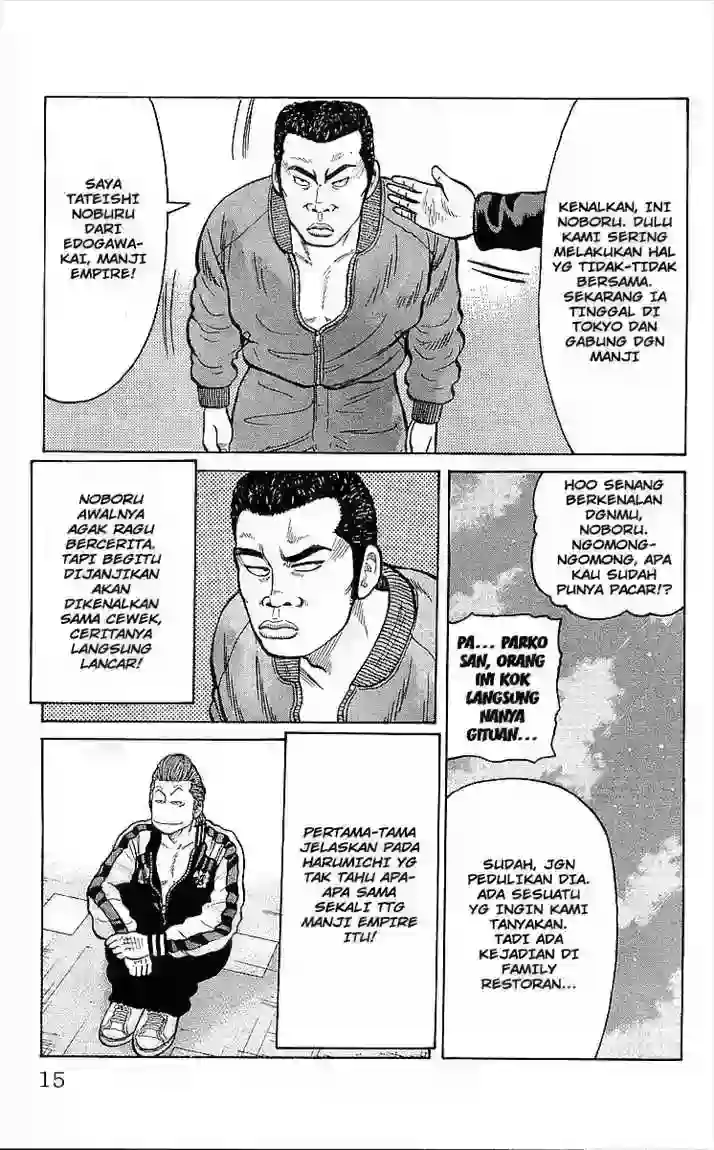 KENALKAN, INI
NOBORU. DULU
KAMI SERING
MELAKUKAN HAL
YG TIDAK-TIDAK
BERSAMA.
SEKARANG IA
TINGGAL DI
TOKYO DAN
GABUNG DGN
MANJI
SAYA
TATEISHI
NOBURU
DARI
EDOGAWA-
KAI, MANJI
EMPIRE!
HOO SENANG
BERKENALAN
DGNMU,
NOBORU.
NGOMONG-
NGOMONG, APA
KAU SUDAH
PUNYA PACAR!?
PA... PARKO
SAN, ORANG
INI KOK
LANGSUNG
NANYA
GITUAN...
SUDAH, JGN
PEDULIKAN DIA.
ADA SESUATU
YG INGIN KAMI
TANYAKAN.
TADI ADA
KEJADIAN DI
FAMILY
RESTORAN...
NOBORU
AWALNYA
AGAK RAGU
BERCERITA.
TAPI BEGITU
DIJANJIKAN
AKAN
DIKENALKAN
SAMA CEWEK,
CERITANYA
LANGSUNG
LANCAR!
PERTAMA-TAMA
JELASKAN PADA
HARUMICHI YG
TAK TAHU APA-
APA SAMA
SEKALI TTG
MANJI EMPIRE
ITU!
15